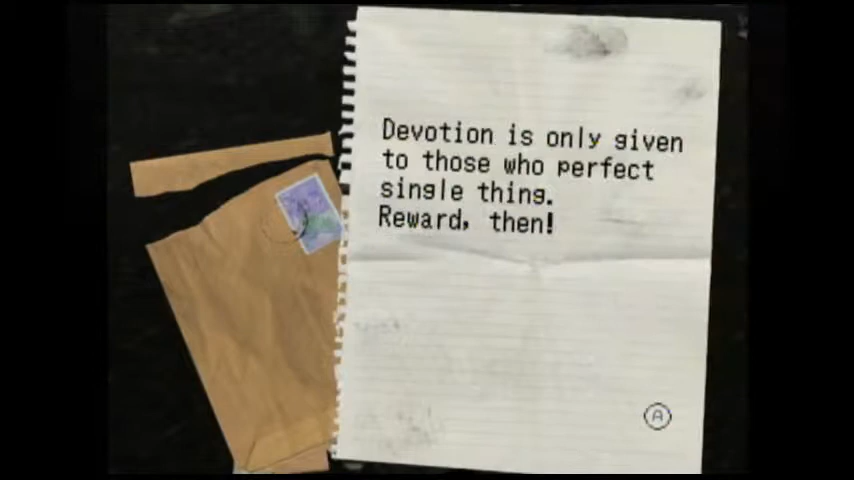 Devotion is only given
to those who perfect
single thing.
Reward, then!
A